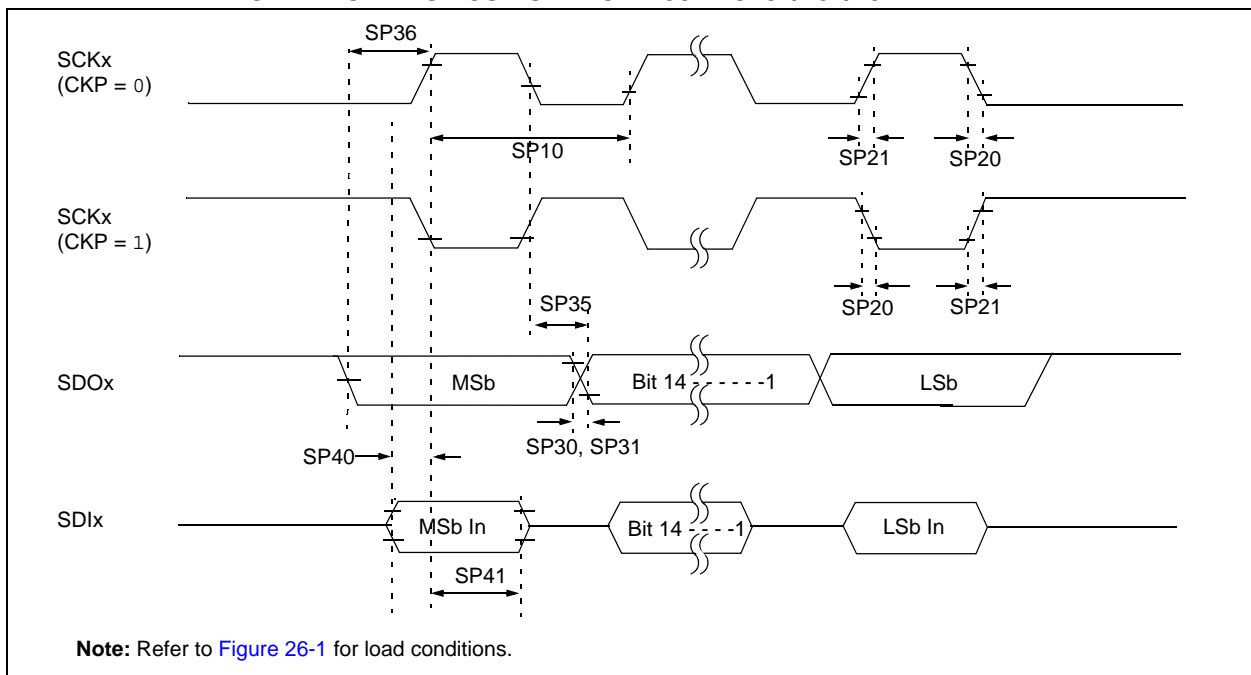 SP36
SCKx
(CKP = 0)
SP10
SP21
SP20
SCKx
(CKP = 1)
SP35
SP20
SP21
SDOx
MSb
Bit 14 - - - - - -1
LSb
SP40
SP30, SP31
SDIx
MSb In
Bit 14 - - - - -1
LSb In
SP41
Note: Refer to Figure 26-1 for load conditions.